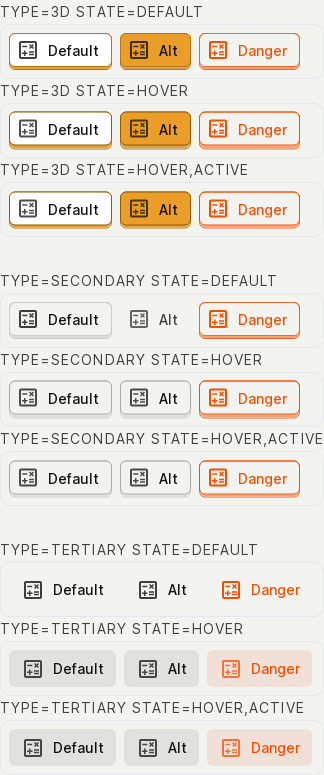 TYPE=3D STATE=DEFAULT
Default Alt Danger
TYPE=3D STATE=HOVER
Default Alt Danger
TYPE=3D STATE=HOVER,ACTIVE
Default Alt Danger
TYPE=SECONDARY STATE=DEFAULT
Default Alt Danger
TYPE=SECONDARY STATE=HOVER
Default Alt Danger
TYPE=SECONDARY STATE=HOVER,ACTIVE
Default Alt Danger
TYPE=TERTIARY STATE=DEFAULT
Default Alt Danger
TYPE=TERTIARY STATE=HOVER
Default Alt Danger
TYPE=TERTIARY STATE=HOVER,ACTIVE
Default Alt Danger